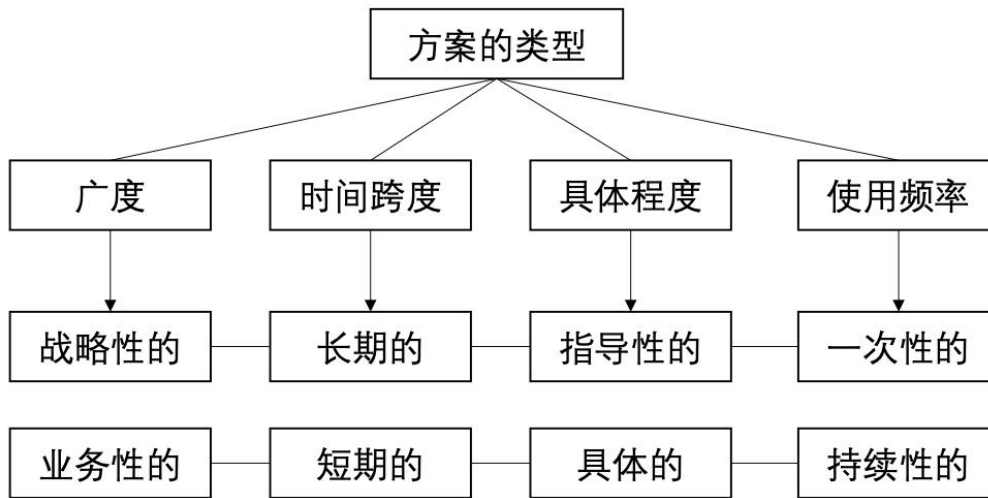 方案的类型
广度
时间跨度
具体程度
使用频率
战略性的
长期的
指导性的
一次性的
业务性的
短期的
具体的
持续性的